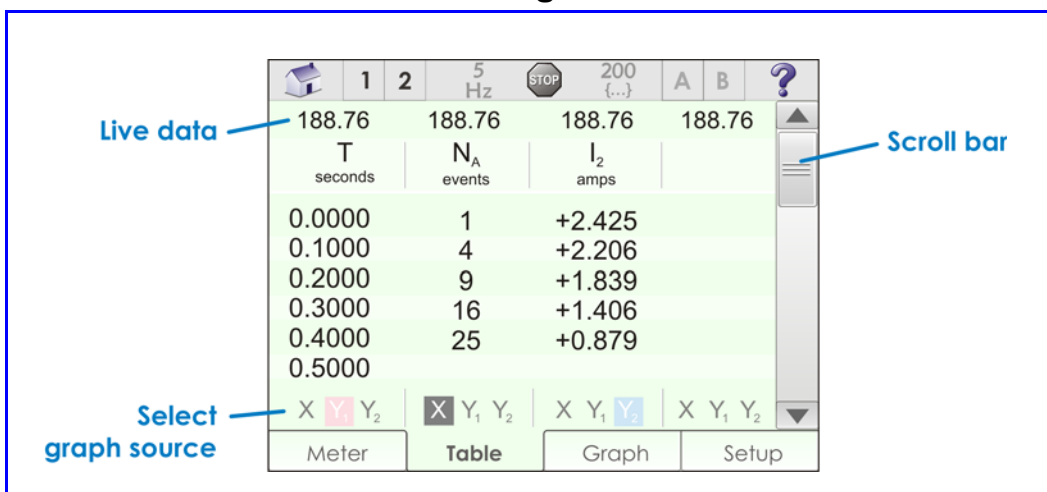 1 2 5 Hz STOP 200 {...} A B ?
Live data
188.76 188.76 188.76 188.76
Scroll bar
T N_A I_2
seconds events amps
0.0000 1 +2.425
0.1000 4 +2.206
0.2000 9 +1.839
0.3000 16 +1.406
0.4000 25 +0.879
0.5000
Select graph source
X Y₁ Y₂ X Y₁ Y₂ X Y₁ Y₂ X Y₁ Y₂
Meter Table Graph Setup